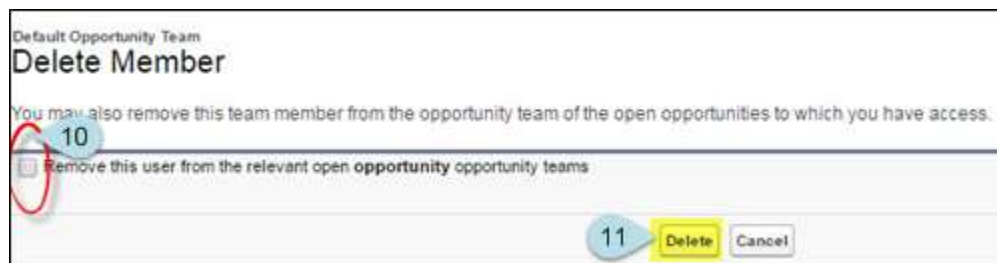 Default Opportunity Team
Delete Member
You may also remove this team member from the opportunity team of the open opportunities to which you have access.
10
Remove this user from the relevant open opportunity opportunity teams
11 Delete Cancel